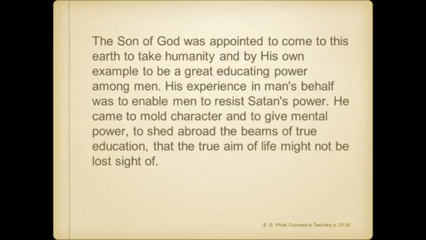 The Son of God was appointed to come to this
earth to take humanity and by His own
example to be a great educating power
among men. His experience in man's behalf
was to enable men to resist Satan's power. He
came to mold character and to give mental
power, to shed abroad the beams of true
education, that the true aim of life might not be
lost sight of.
E. G. White, Counsels to Teachers, p.